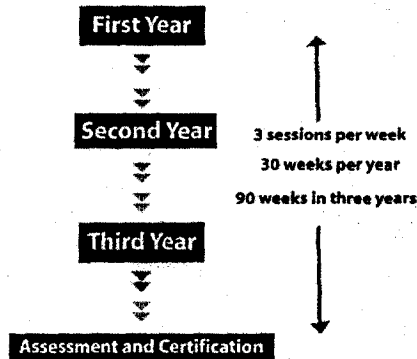 First Year
Second Year
3 sessions per week
30 weeks per year
90 weeks in three years
Third Year
Assessment and Certification